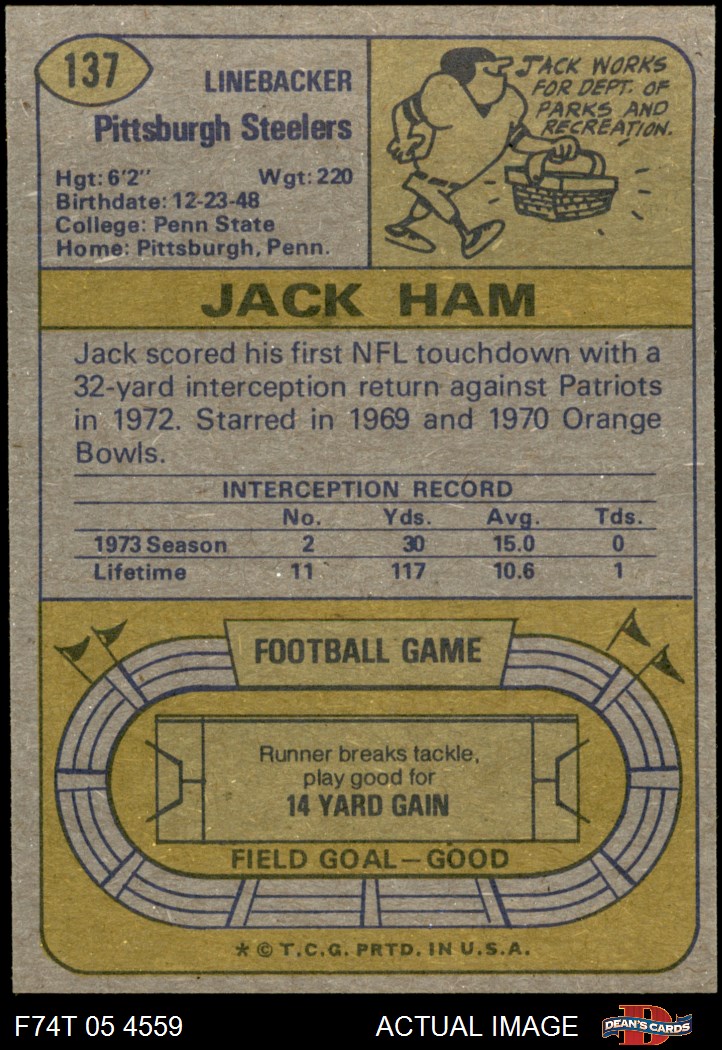 137
LINEBACKER
Pittsburgh Steelers
Hgt: 6'2" Wgt: 220
Birthdate: 12-23-48
College: Penn State
Home: Pittsburgh, Penn.
JACK WORKS
FOR DEPT. OF
PARKS AND
RECREATION.
JACK HAM
Jack scored his first NFL touchdown with a
32-yard interception return against Patriots
in 1972. Starred in 1969 and 1970 Orange
Bowls.
INTERCEPTION RECORD
No. Yds. Avg. Tds.
1973 Season 2 30 15.0 0
Lifetime 11 117 10.6 1
FOOTBALL GAME
Runner breaks tackle,
play good for
14 YARD GAIN
FIELD GOAL—GOOD
* © T.C.G. PRTD. IN U.S.A.
F74T 05 4559 ACTUAL IMAGE D DEAN'S CARDS